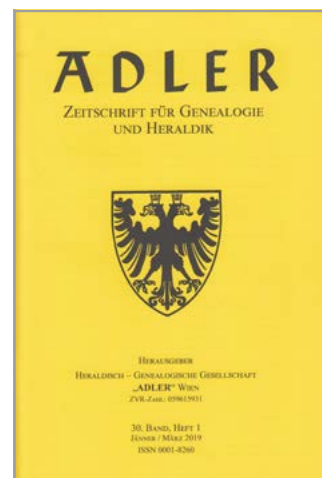 ADLER
ZEITSCHRIFT FÜR GENEALOGIE
UND HERALDIK
HERAUSGEBER
HERALDISCH – GENEALOGISCHE GESELLSCHAFT
„ADLER“ WIEN
ZVR-ZAHL: 059615931
30. BAND, HEFT 1
JÄNNER / MÄRZ 2019
ISSN 0001-8260